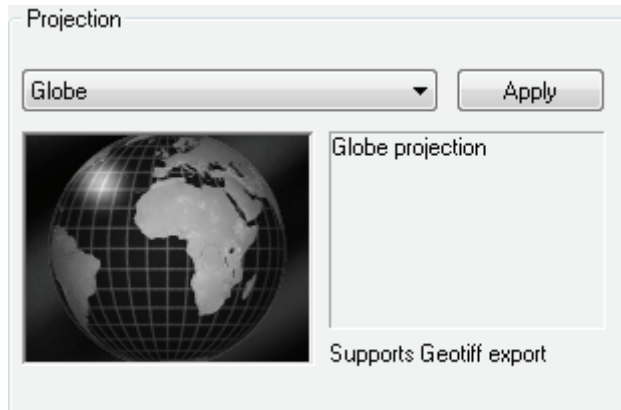 Projection
Globe
Apply
Globe projection
Supports Geotiff export